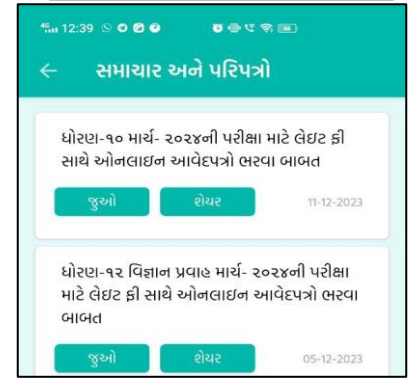 12:39
સમાચાર અને પરિપત્રો
ધોરણ-૧૦ માર્ચ- ૨૦૨૪ની પરીક્ષા માટે લેઇટ ફી
સાથે ઓનલાઇન આવેદપત્રો ભરવા બાબત
જુઓ શેયર 11-12-2023
ધોરણ-૧૨ વિજ્ઞાન પ્રવાહ માર્ચ- ૨૦૨૪ની પરીક્ષા
માટે લેઇટ ફી સાથે ઓનલાઇન આવેદપત્રો ભરવા
બાબત
જુઓ શેયર 05-12-2023